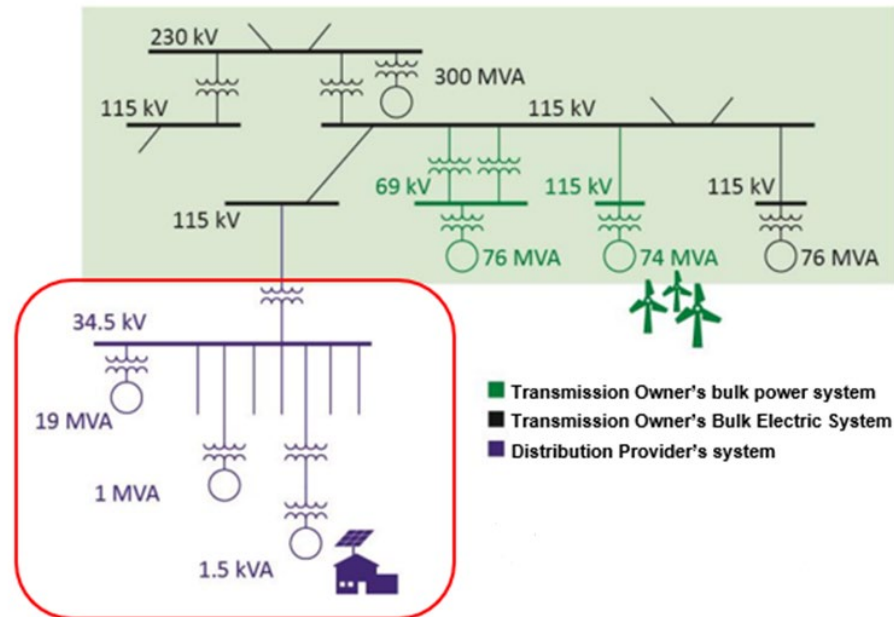 230 kV
300 MVA
115 kV
115 kV
69 kV
115 kV
115 kV
115 kV
76 MVA
74 MVA
76 MVA
34.5 kV
19 MVA
1 MVA
1.5 kVA
Transmission Owner's bulk power system
Transmission Owner's Bulk Electric System
Distribution Provider's system